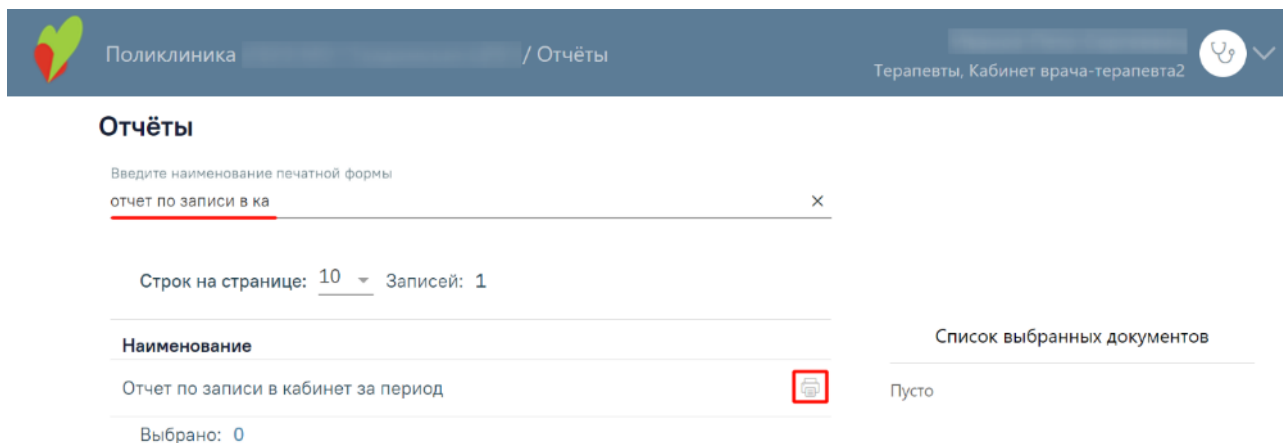 Поликлиника / Отчёты
Терапевты, Кабинет врача-терапевта2
Отчёты
Введите наименование печатной формы
отчет по записи в ка
Строк на странице: 10 Записей: 1
Наименование
Отчет по записи в кабинет за период
Выбрано: 0
Список выбранных документов
Пусто